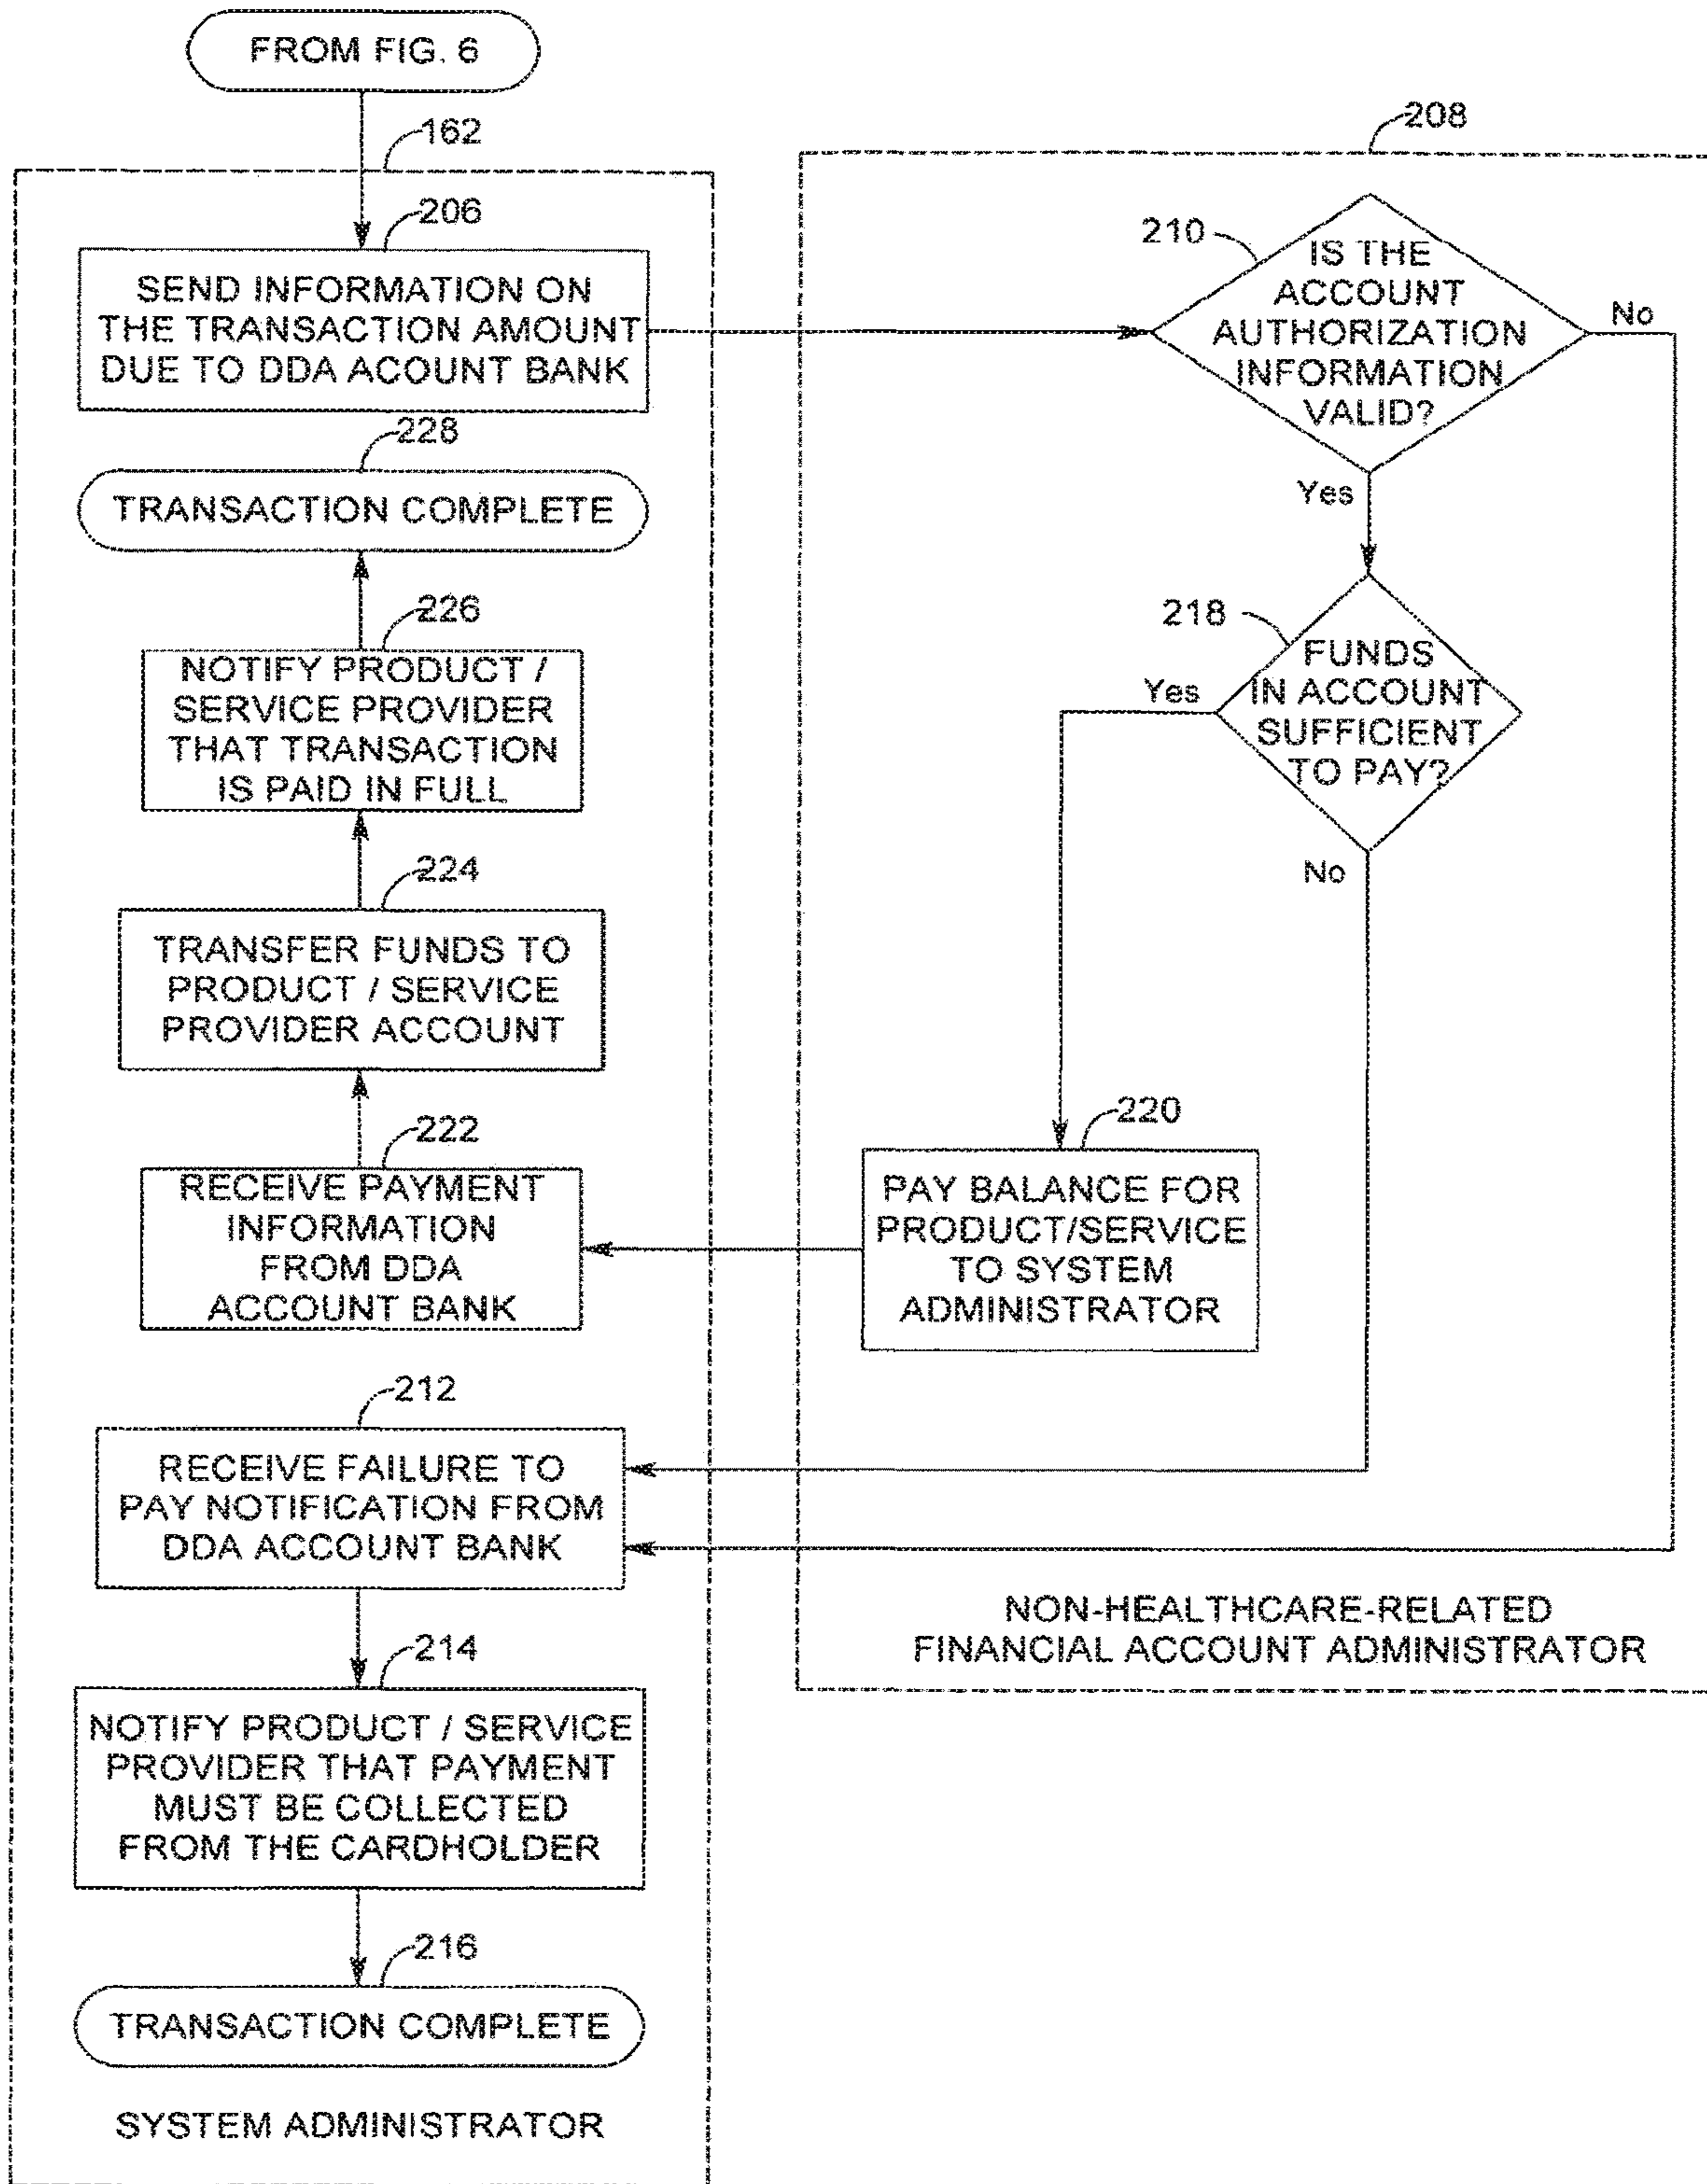 FROM FIG. 6
162
206
SEND INFORMATION ON
THE TRANSACTION AMOUNT
DUE TO DDA ACOUNT BANK
228
TRANSACTION COMPLETE
226
NOTIFY PRODUCT /
SERVICE PROVIDER
THAT TRANSACTION
IS PAID IN FULL
224
TRANSFER FUNDS TO
PRODUCT / SERVICE
PROVIDER ACCOUNT
222
RECEIVE PAYMENT
INFORMATION
FROM DDA
ACCOUNT BANK
212
RECEIVE FAILURE TO
PAY NOTIFICATION FROM
DDA ACCOUNT BANK
214
NOTIFY PRODUCT / SERVICE
PROVIDER THAT PAYMENT
MUST BE COLLECTED
FROM THE CARDHOLDER
216
TRANSACTION COMPLETE
SYSTEM ADMINISTRATOR
208
210
IS THE
ACCOUNT
AUTHORIZATION
INFORMATION
VALID?
No
Yes
218
FUNDS
IN ACCOUNT
SUFFICIENT
TO PAY?
Yes
No
220
PAY BALANCE FOR
PRODUCT/SERVICE
TO SYSTEM
ADMINISTRATOR
NON-HEALTHCARE-RELATED
FINANCIAL ACCOUNT ADMINISTRATOR